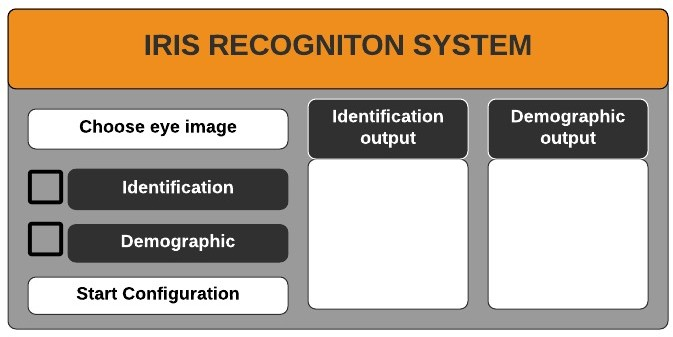 IRIS RECOGNITON SYSTEM
Choose eye image
Identification
Demographic
Start Configuration
Identification
output
Demographic
output